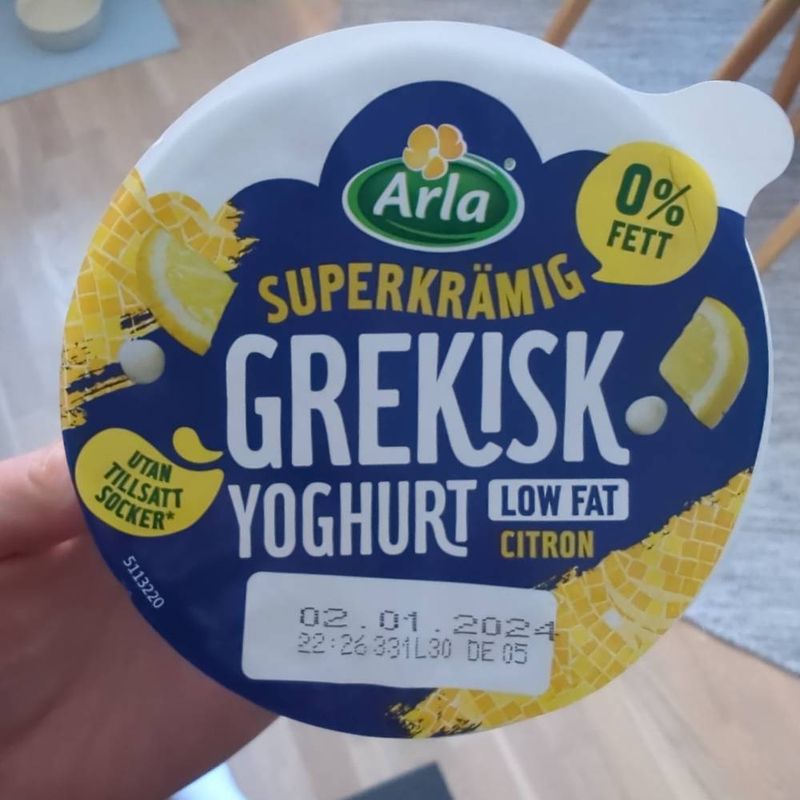 Arla®
0%
FETT
SUPERKRÄMIG
GREKISK
YOGHURT
LOW FAT
CITRON
UTAN
TILLSATT
SOCKER*
5113220
02.01.2024
22:26 331L30 DE 05